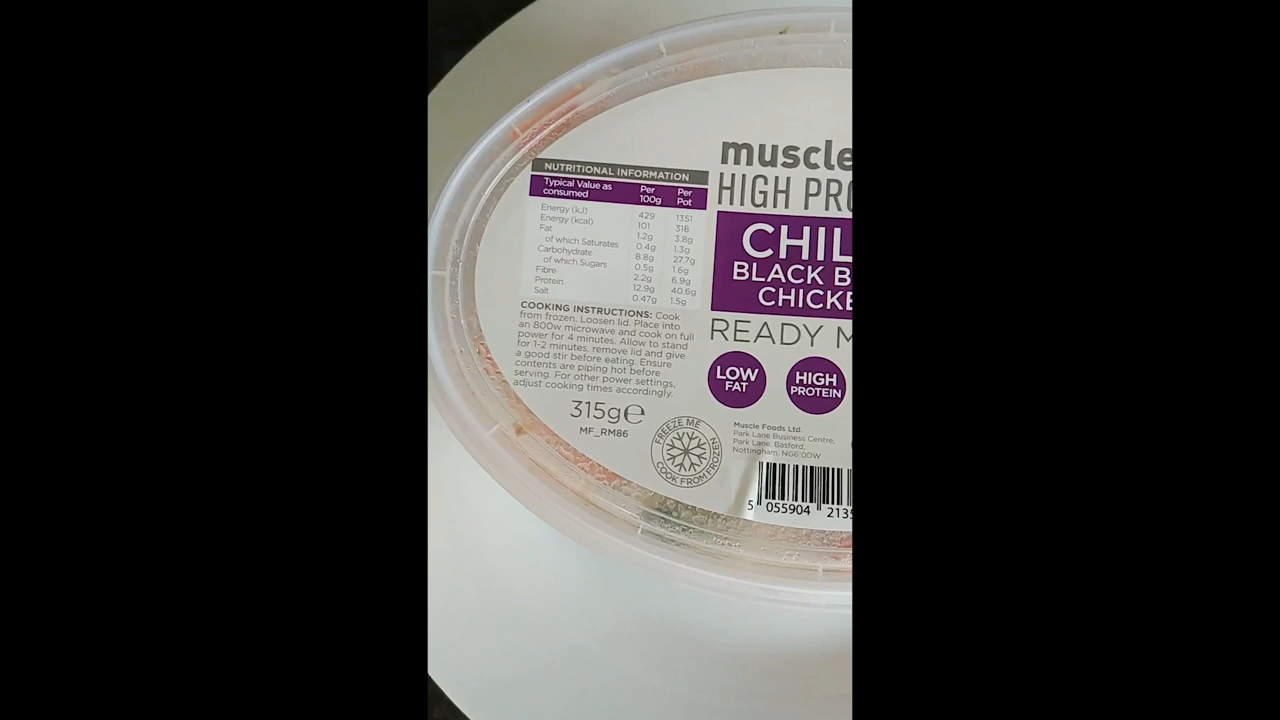 NUTRITIONAL INFORMATION
Typical Value as consumed Per 100g Per Pot
Energy (kJ) 429 1351
Energy (kcal) 101 318
Fat 1.2g 3.8g
of which Saturates 0.4g 1.3g
Carbohydrate 8.8g 27.7g
of which Sugars 0.5g 1.6g
Fibre 2.2g 6.9g
Protein 12.9g 40.6g
Salt 0.47g 1.5g
COOKING INSTRUCTIONS: Cook
from frozen. Loosen lid. Place into
an 800w microwave and cook on full
power for 4 minutes. Allow to stand
for 1-2 minutes, remove lid and give
a good stir before eating. Ensure
contents are piping hot before
serving. For other power settings,
adjust cooking times accordingly.
315g℮
MF_RM86
FREEZE ME
COOK FROM FROZEN
muscle
HIGH PRO
CHIL
BLACK B
CHICKE
READY M
LOW
FAT
HIGH
PROTEIN
Muscle Foods Ltd.
Park Lane Business Centre,
Park Lane, Basford,
Nottingham. NG6 0DW
5 055904 2135